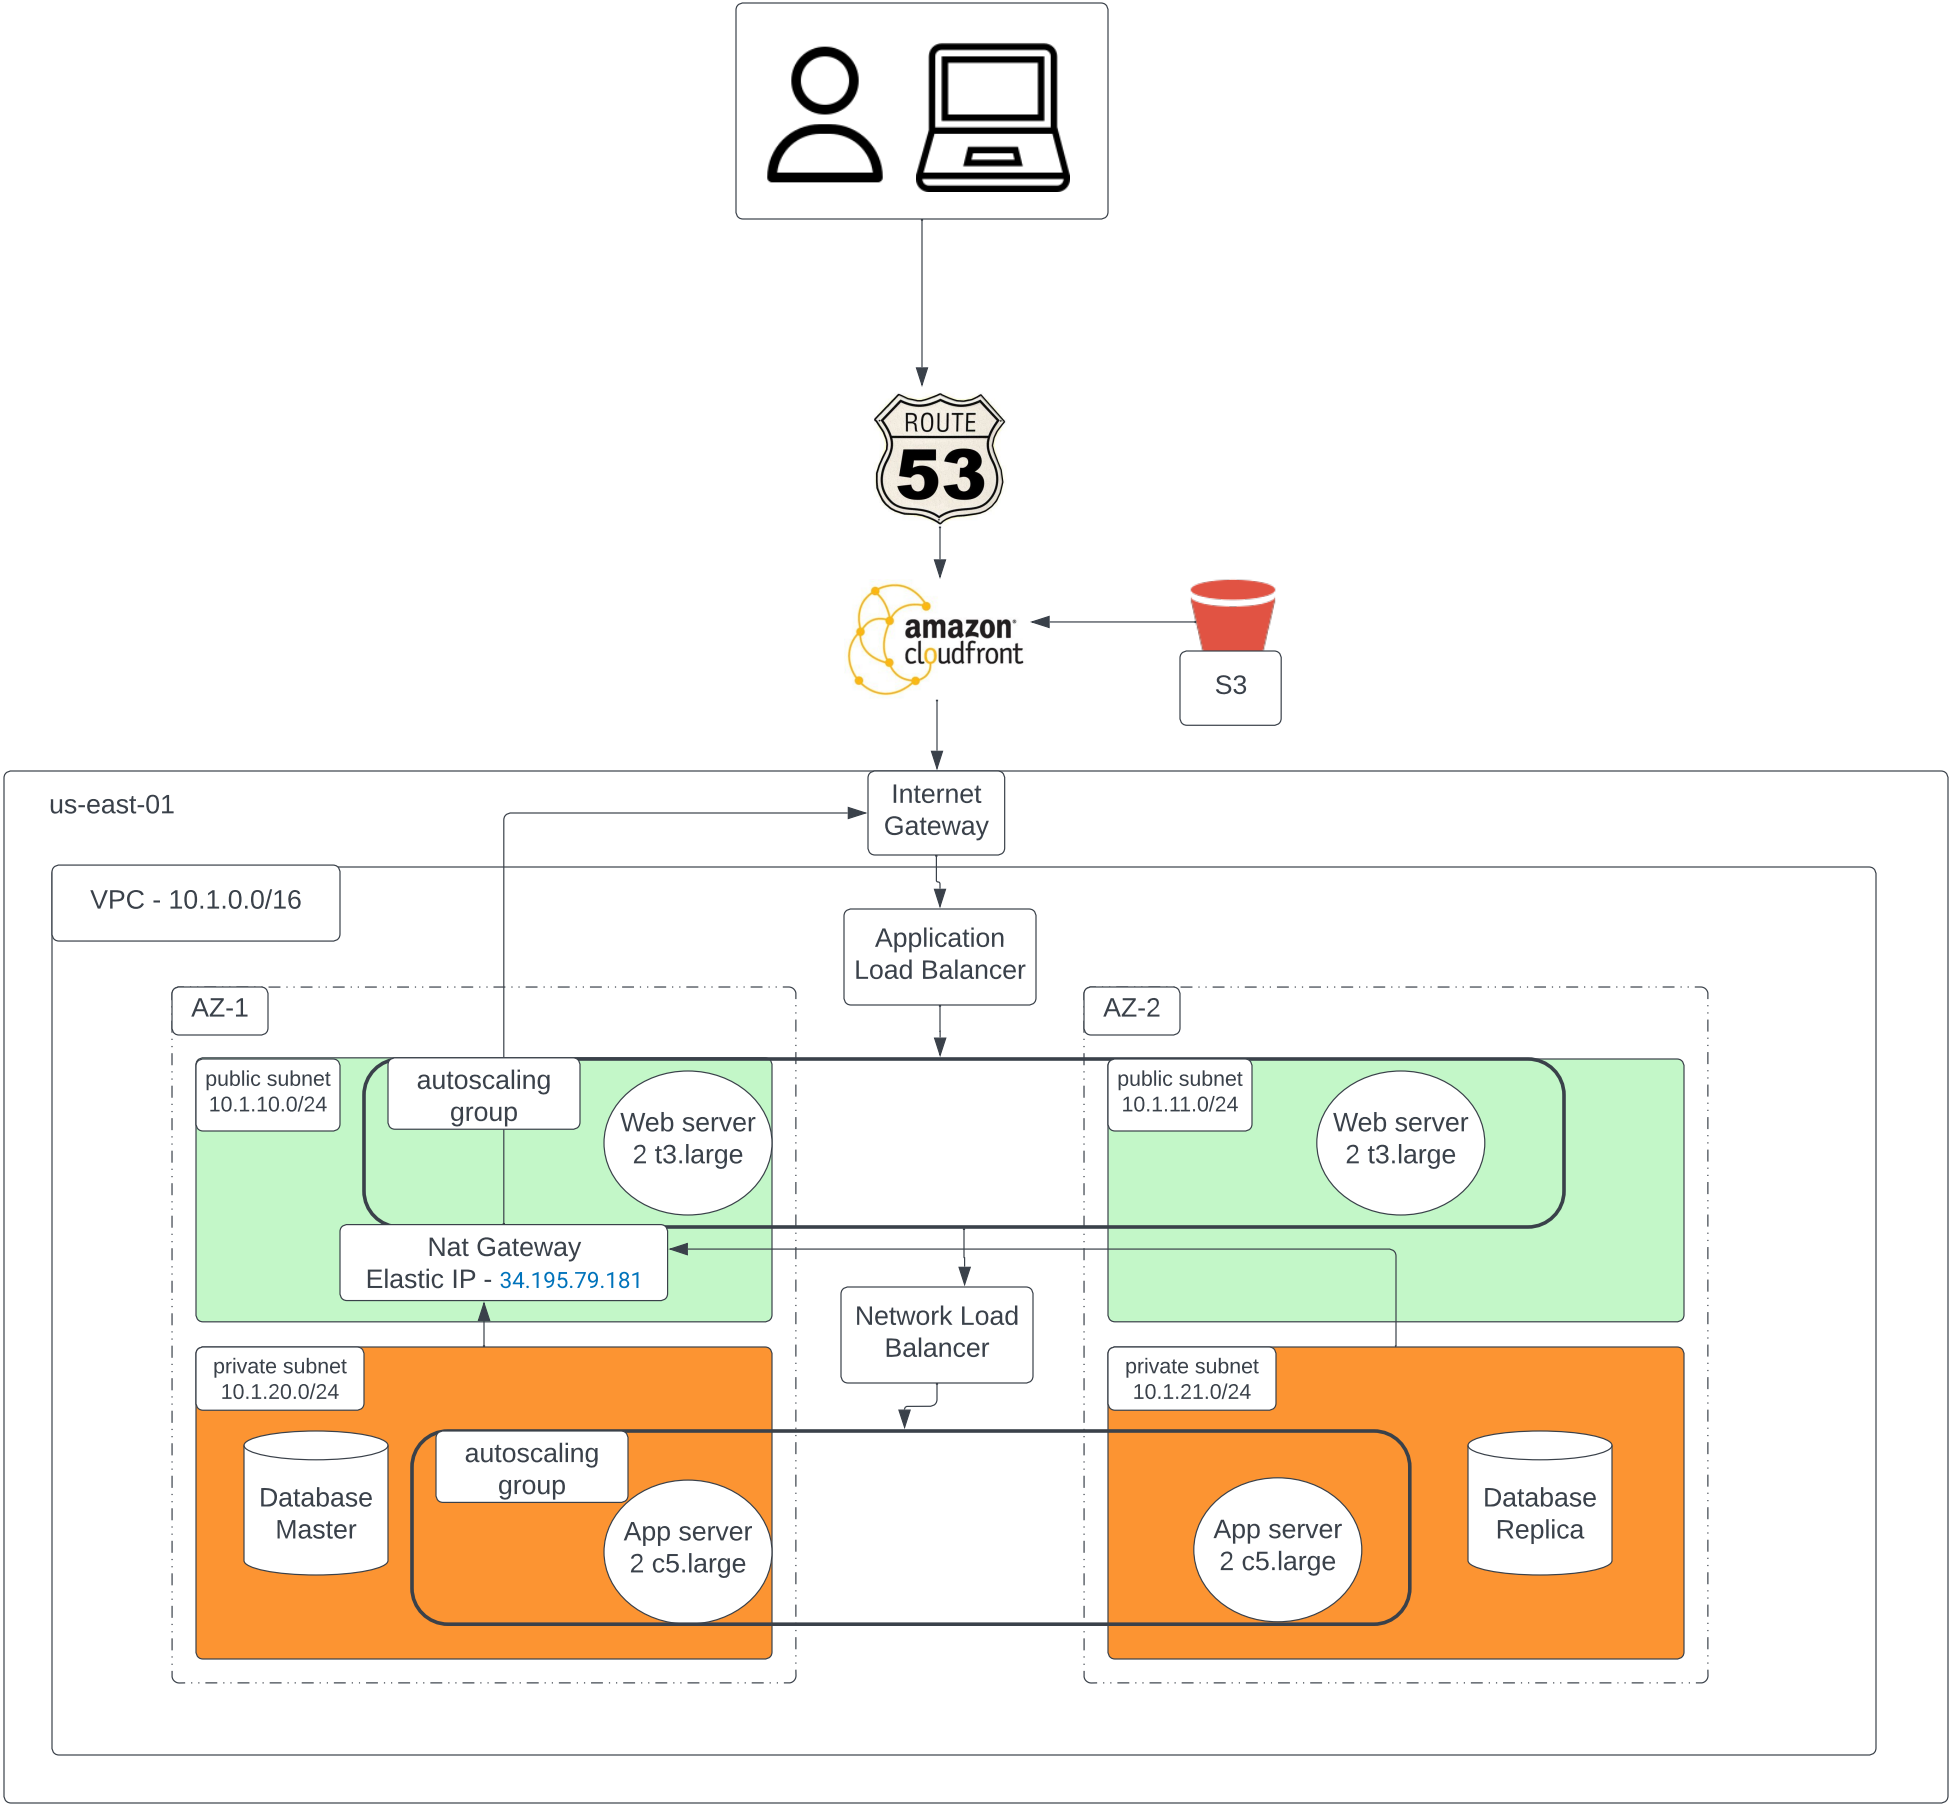 ROUTE
53
amazon
cloudfront
S3
us-east-01
Internet
Gateway
VPC - 10.1.0.0/16
Application
Load Balancer
AZ-1
AZ-2
public subnet
10.1.10.0/24
autoscaling
group
Web server
2 t3.large
public subnet
10.1.11.0/24
Web server
2 t3.large
Nat Gateway
Elastic IP - 34.195.79.181
Network Load
Balancer
private subnet
10.1.20.0/24
private subnet
10.1.21.0/24
Database
Master
autoscaling
group
App server
2 c5.large
App server
2 c5.large
Database
Replica